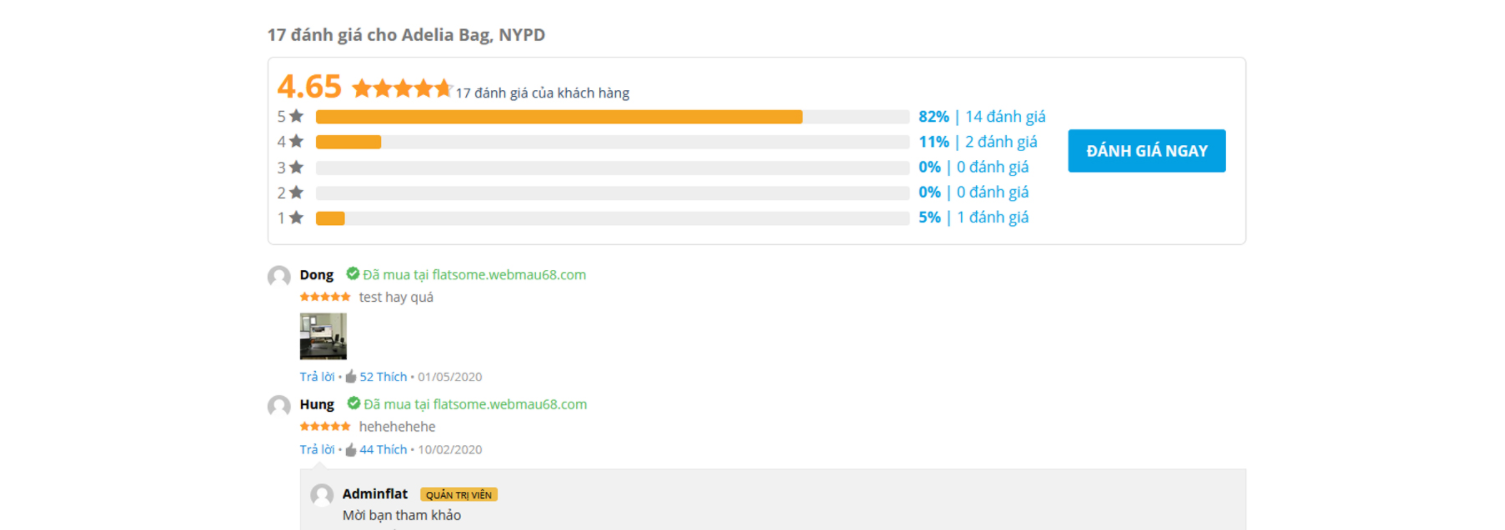 17 đánh giá cho Adelia Bag, NYPD
4.65 17 đánh giá của khách hàng
5 82% | 14 đánh giá
4 11% | 2 đánh giá
3 0% | 0 đánh giá
2 0% | 0 đánh giá
1 5% | 1 đánh giá
ĐÁNH GIÁ NGAY
Dong Đã mua tại flatsome.webmau68.com
test hay quá
Trả lời • 52 Thích • 01/05/2020
Hung Đã mua tại flatsome.webmau68.com
hehehehehe
Trả lời • 44 Thích • 10/02/2020
Adminflat QUẢN TRỊ VIÊN
Mời bạn tham khảo